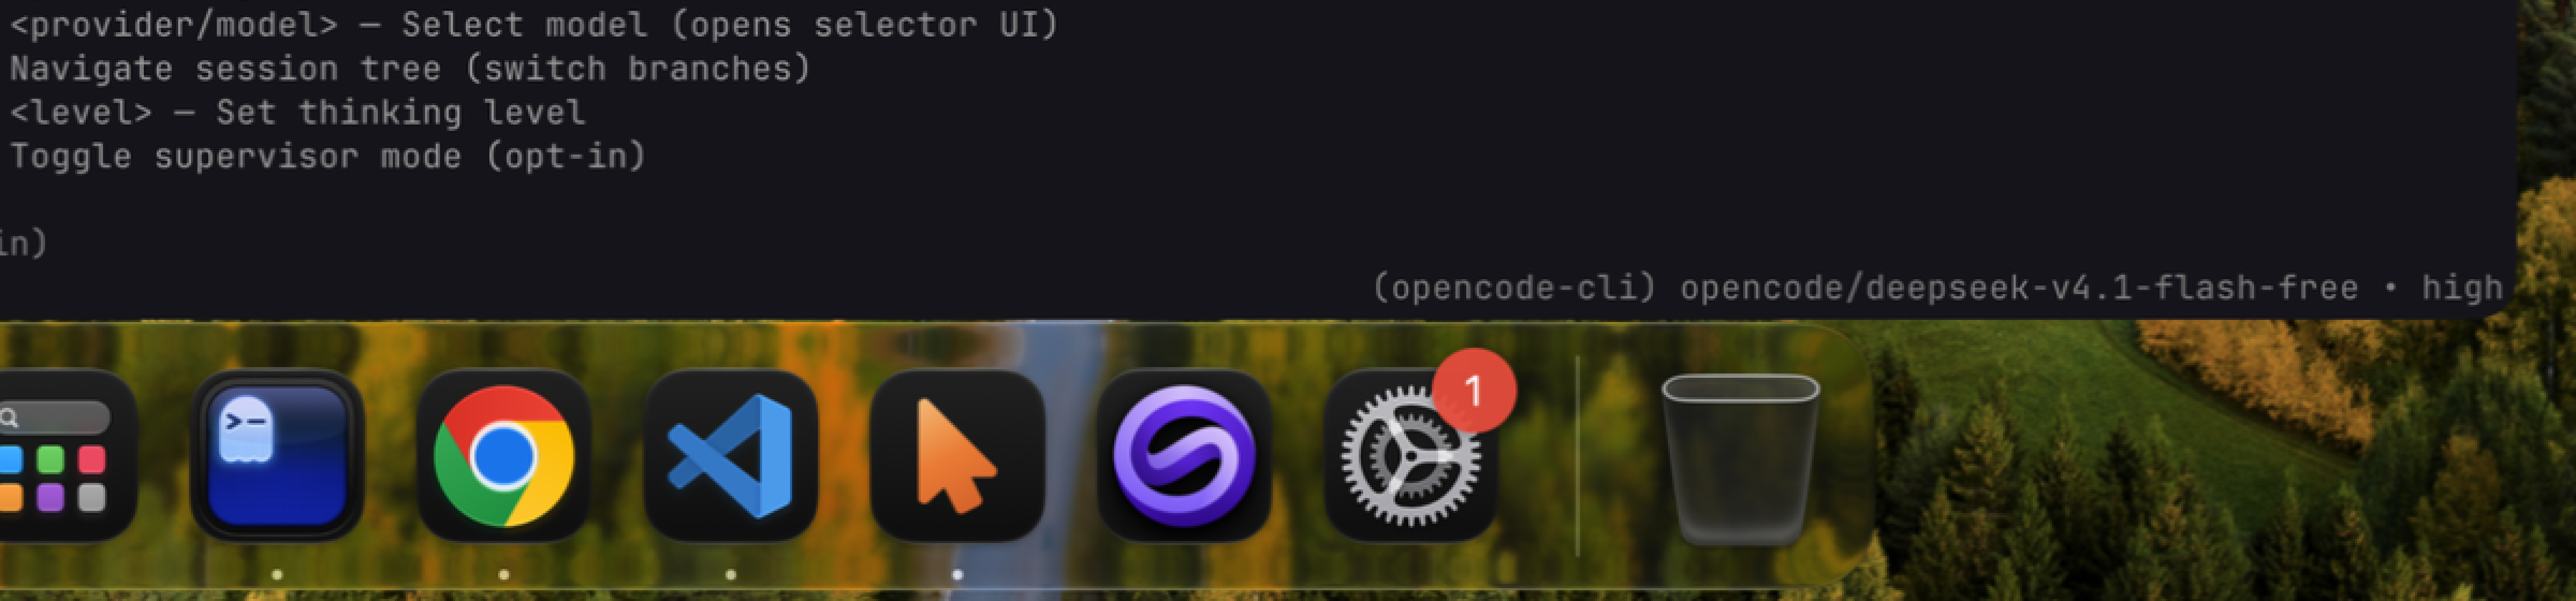 <provider/model> — Select model (opens selector UI)
Navigate session tree (switch branches)
<level> — Set thinking level
Toggle supervisor mode (opt-in)
in)
(opencode-cli) opencode/deepseek-v4.1-flash-free • high
>-
1